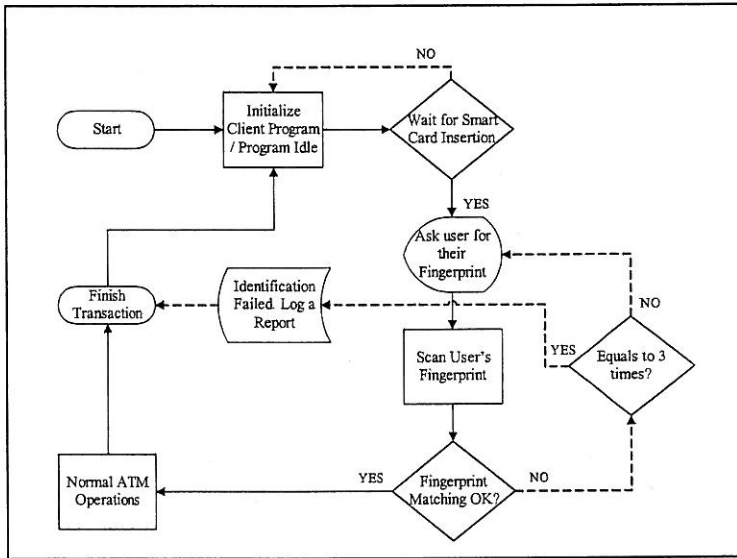 NO
Start
Initialize
Client Program
/ Program Idle
Wait for Smart
Card Insertion
YES
Ask user for
their
Fingerprint
NO
Finish
Transaction
Identification
Failed. Log a
Report
YES
Equals to 3
times?
Scan User's
Fingerprint
Normal ATM
Operations
YES
Fingerprint
Matching OK?
NO